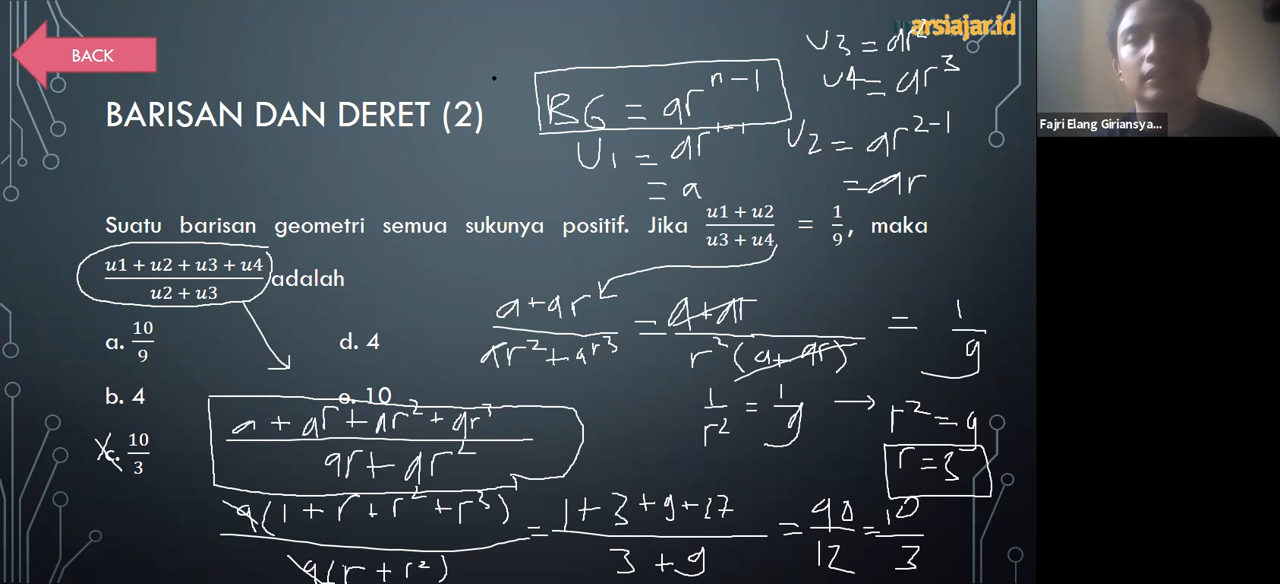 BACK
arsiajar.id
BARISAN DAN DERET (2)
BG = ar^(n-1)
U1 = ar^(1-1)
= a
U3 = ar^2
U4 = ar^3
U2 = ar^(2-1)
= ar
Suatu barisan geometri semua sukunya positif. Jika (u1 + u2)/(u3 + u4) = 1/9, maka
(u1 + u2 + u3 + u4)/(u2 + u3) adalah
a. 10/9
d. 4
b. 4
e. 10
c. 10/3
(a + ar)/(ar^2 + ar^3) = (a + ar)/(r^2(a + ar)) = 1/9
1/r^2 = 1/9 → r^2 = 9
r = 3
(a + ar + ar^2 + ar^3)/(ar + ar^2)
a(1 + r + r^2 + r^3)/a(r + r^2) = (1 + 3 + 9 + 27)/(3 + 9) = 40/12 = 10/3
Fajri Elang Giriansya...